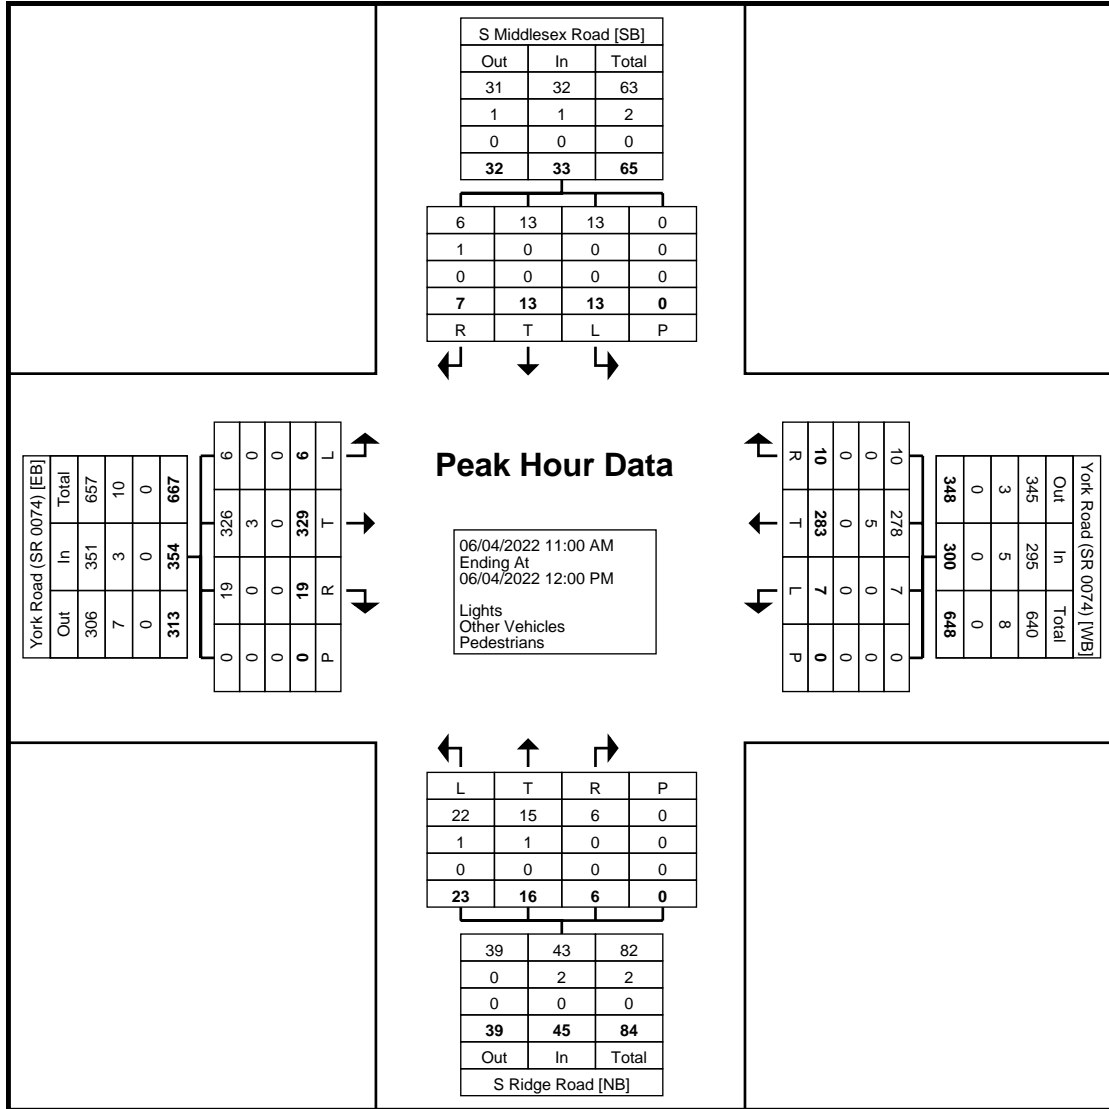 S Middlesex Road [SB]
Out In Total
31 32 63
1 1 2
0 0 0
32 33 65
6 13 13 0
1 0 0 0
0 0 0 0
7 13 13 0
R T L P
York Road (SR 0074) [EB]
Out In Total
306 351 657
7 3 10
0 0 0
313 354 667
6 326 19 0
0 3 0 0
0 0 0 0
6 329 19 0
L T R P
Peak Hour Data
06/04/2022 11:00 AM
Ending At
06/04/2022 12:00 PM
Lights
Other Vehicles
Pedestrians
R T L P
10 283 7 0
0 0 0 0
0 5 0 0
10 278 7 0
York Road (SR 0074) [WB]
Out In Total
345 295 640
3 5 8
0 0 0
348 300 648
L T R P
22 15 6 0
1 1 0 0
0 0 0 0
23 16 6 0
39 43 82
0 2 2
0 0 0
39 45 84
Out In Total
S Ridge Road [NB]